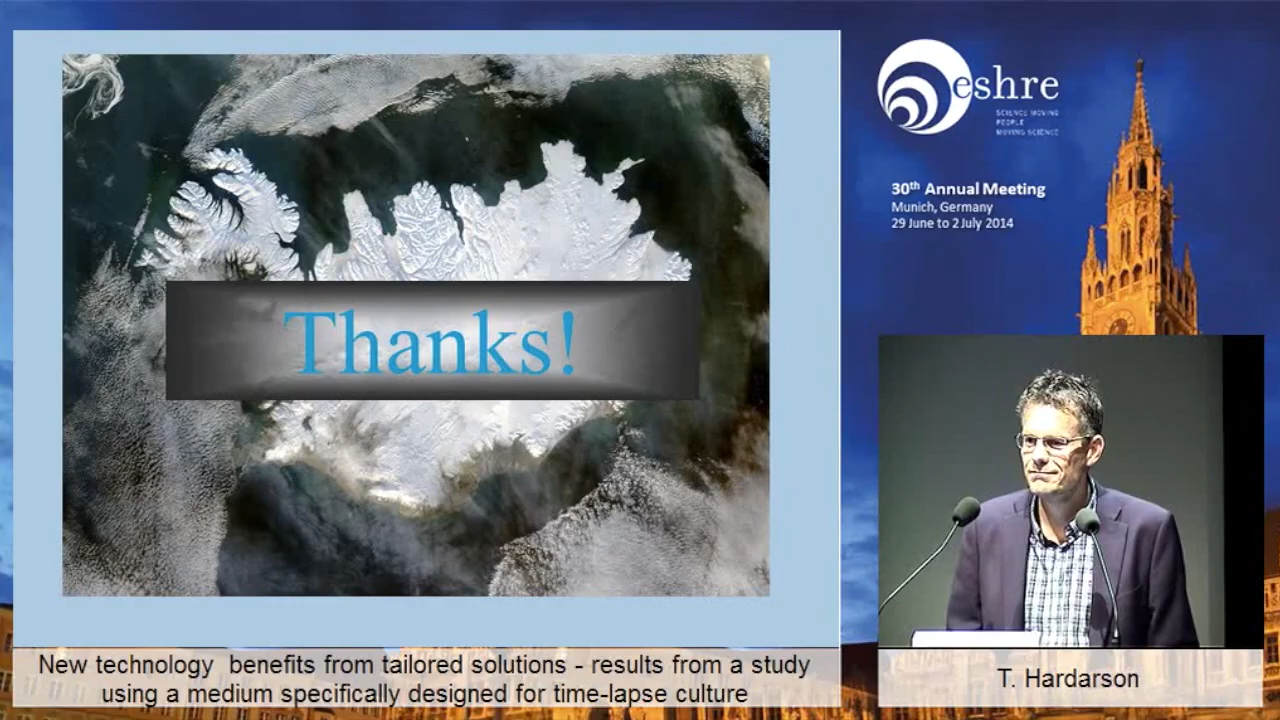 Thanks!
New technology  benefits from tailored solutions - results from a study
using a medium specifically designed for time-lapse culture
eshre
SCIENCE MOVING
PEOPLE
MOVING SCIENCE
30th Annual Meeting
Munich, Germany
29 June to 2 July 2014
T. Hardarson